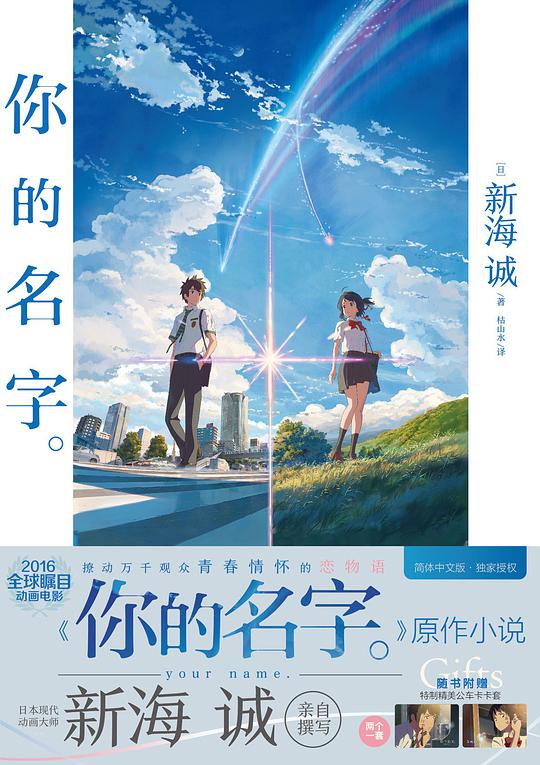 你的名字。
[日]新海诚/著 枯山水/译
2016
全球瞩目
动画电影
撩动万千观众青春情怀的恋物语
简体中文版·独家授权
《你的名字。》原作小说
your name.
日本现代
动画大师
新海 诚
亲自
撰写
Gifts
随书附赠
特制精美公车卡卡套
两个
一套